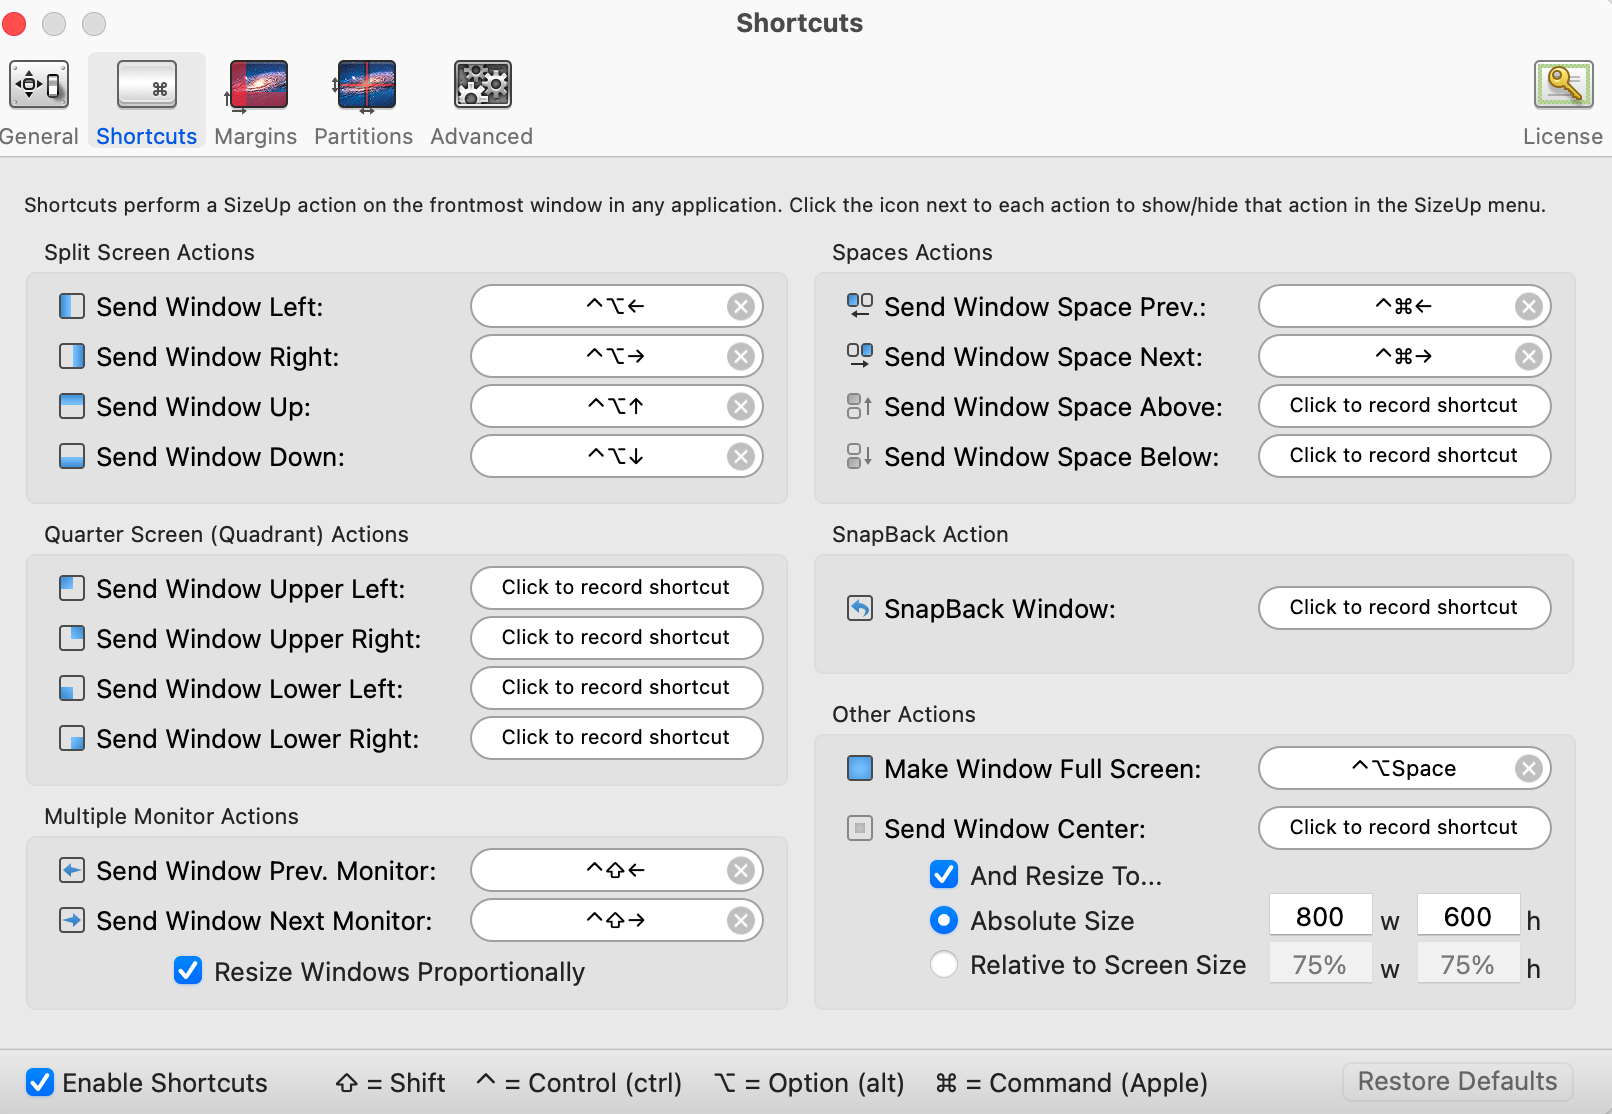 Shortcuts
General
Shortcuts
Margins
Partitions
Advanced
License
Shortcuts perform a SizeUp action on the frontmost window in any application. Click the icon next to each action to show/hide that action in the SizeUp menu.
Split Screen Actions
Send Window Left: ^⌥←
Send Window Right: ^⌥→
Send Window Up: ^⌥↑
Send Window Down: ^⌥↓
Quarter Screen (Quadrant) Actions
Send Window Upper Left: Click to record shortcut
Send Window Upper Right: Click to record shortcut
Send Window Lower Left: Click to record shortcut
Send Window Lower Right: Click to record shortcut
Multiple Monitor Actions
Send Window Prev. Monitor: ^⇧←
Send Window Next Monitor: ^⇧→
Resize Windows Proportionally
Spaces Actions
Send Window Space Prev.: ^⌘←
Send Window Space Next: ^⌘→
Send Window Space Above: Click to record shortcut
Send Window Space Below: Click to record shortcut
SnapBack Action
SnapBack Window: Click to record shortcut
Other Actions
Make Window Full Screen: ^⌥Space
Send Window Center: Click to record shortcut
And Resize To...
Absolute Size 800 w 600 h
Relative to Screen Size 75% w 75% h
Enable Shortcuts ⇧ = Shift ^ = Control (ctrl) ⌥ = Option (alt) ⌘ = Command (Apple) Restore Defaults